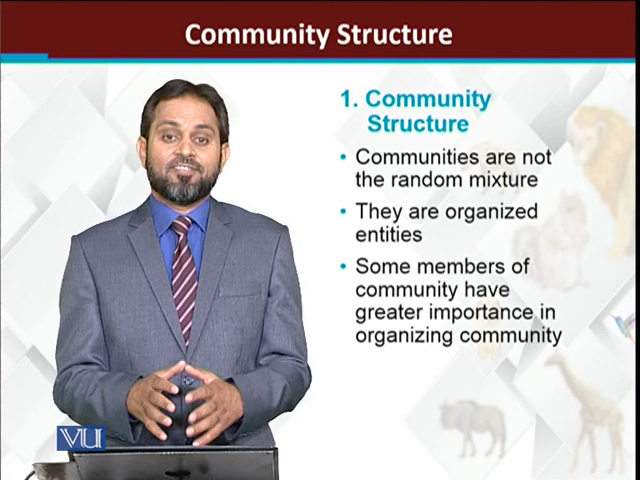 Community Structure
1. Community
Structure
• Communities are not
the random mixture
• They are organized
entities
• Some members of
community have
greater importance in
organizing community
VU